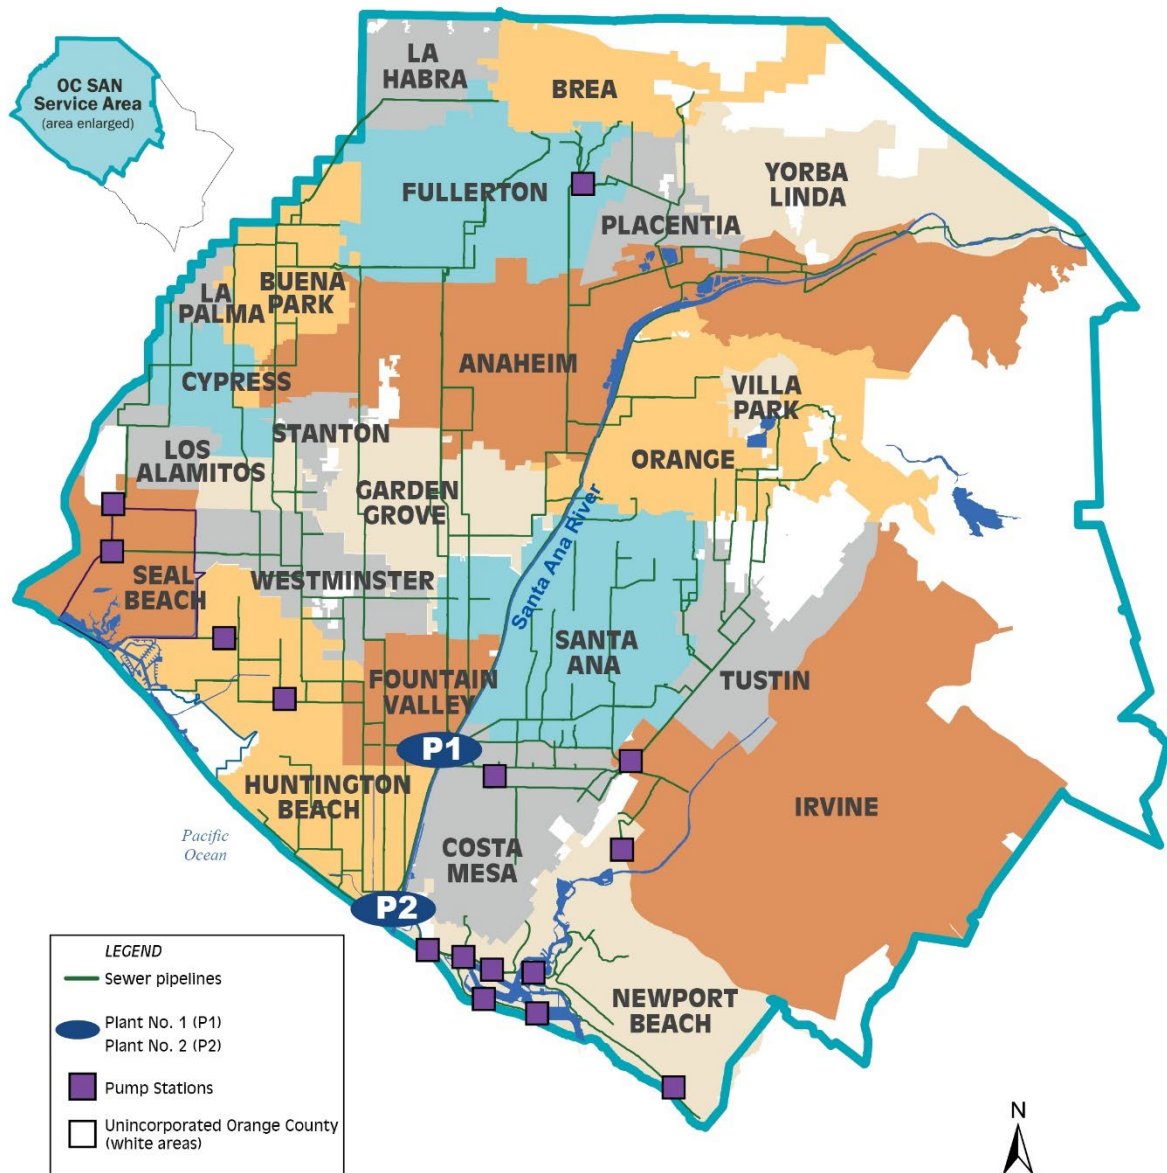 OC SAN
Service Area
(area enlarged)
LA
HABRA
BREA
FULLERTON
YORBA
LINDA
PLACENTIA
LA
PALMA
BUENA
PARK
ANAHEIM
CYPRESS
VILLA
PARK
STANTON
LOS
ALAMITOS
ORANGE
GARDEN
GROVE
Santa Ana River
SEAL
BEACH
WESTMINSTER
SANTA
ANA
FOUNTAIN
VALLEY
TUSTIN
P1
HUNTINGTON
BEACH
IRVINE
Pacific
Ocean
COSTA
MESA
P2
NEWPORT
BEACH
LEGEND
Sewer pipelines
Plant No. 1 (P1)
Plant No. 2 (P2)
Pump Stations
Unincorporated Orange County
(white areas)
N